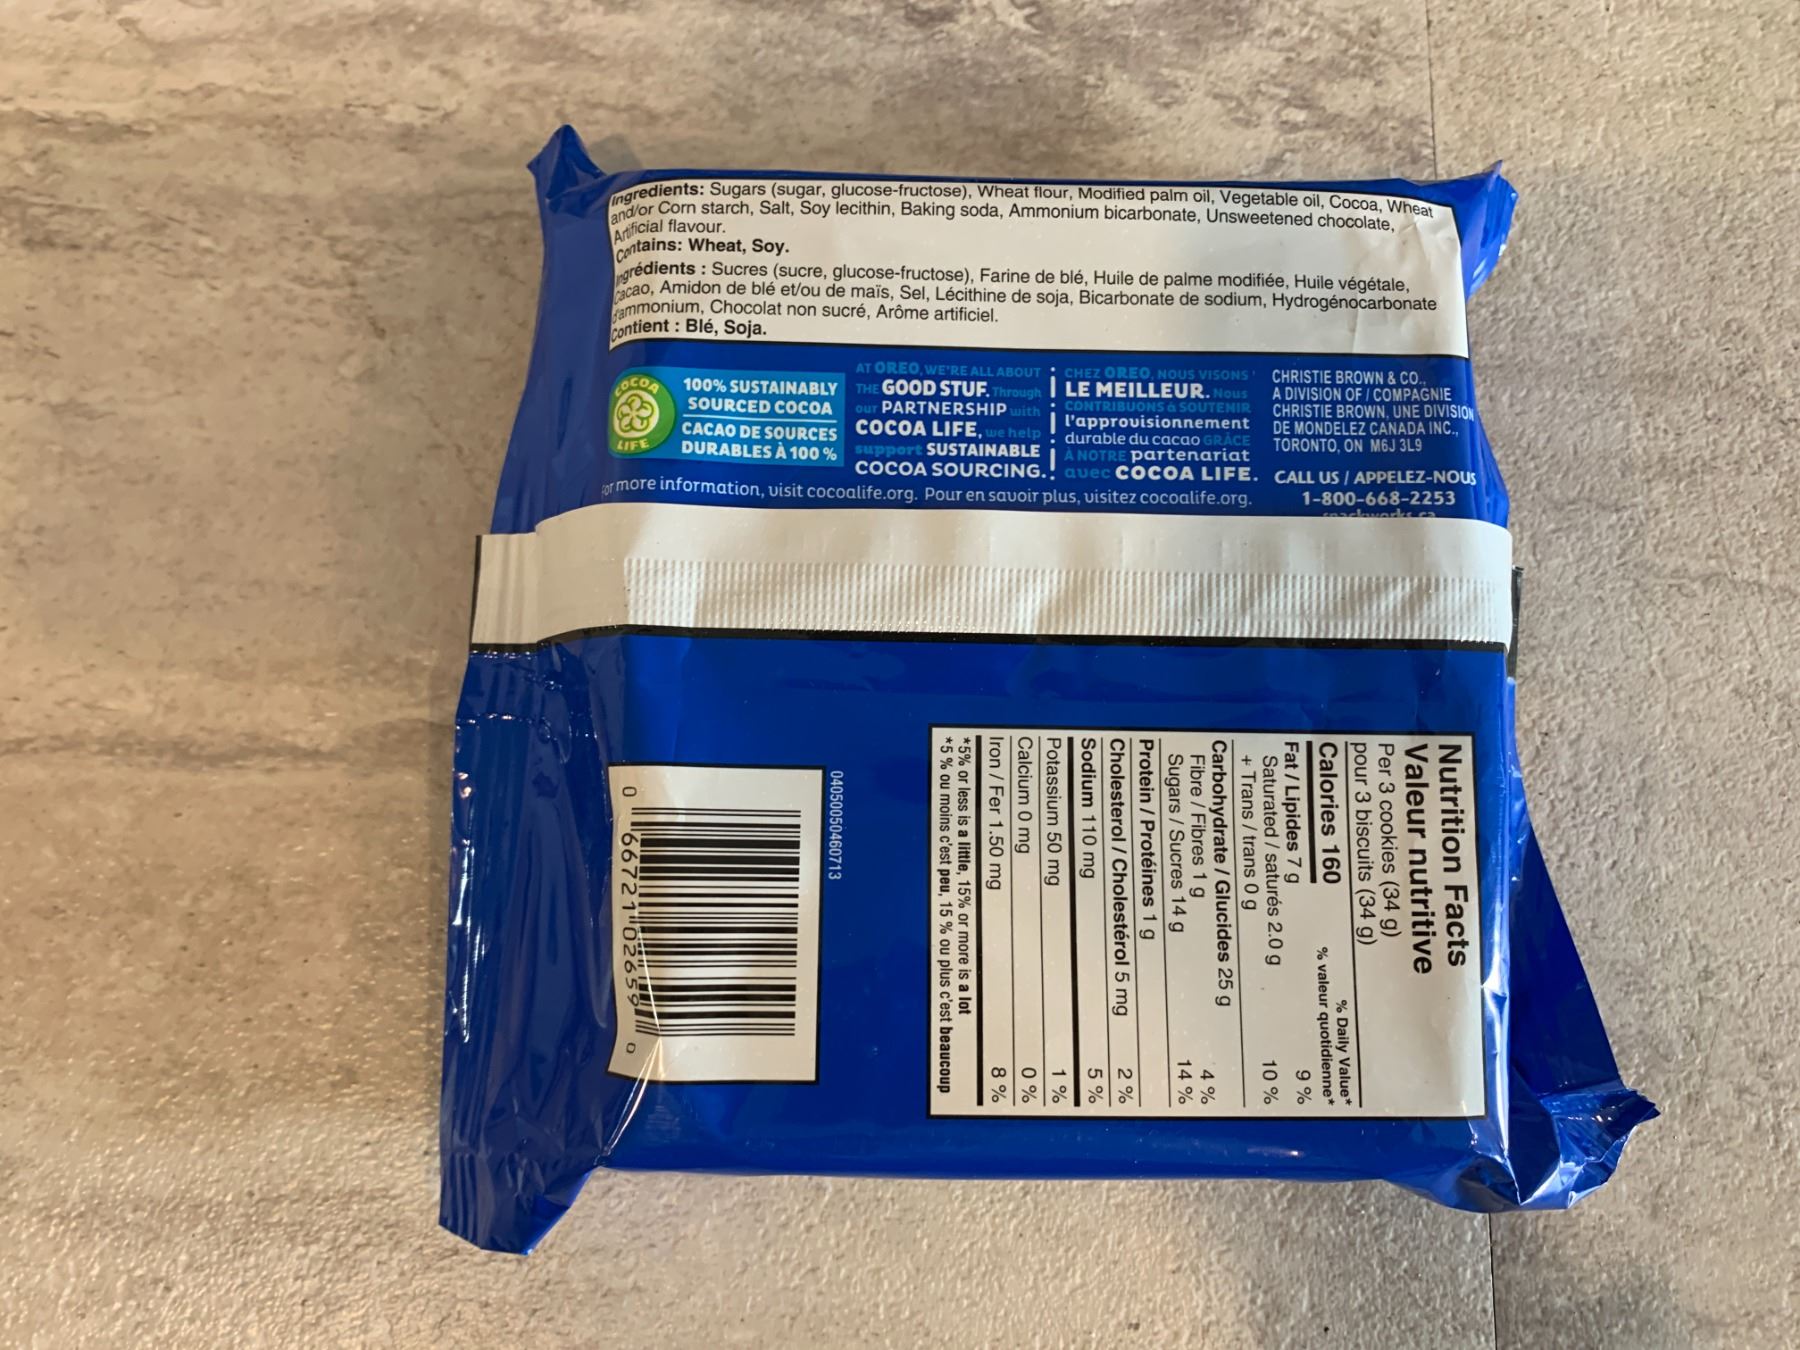 Ingredients: Sugars (sugar, glucose-fructose), Wheat flour, Modified palm oil, Vegetable oil, Cocoa, Wheat
and/or Corn starch, Salt, Soy lecithin, Baking soda, Ammonium bicarbonate, Unsweetened chocolate,
Artificial flavour.
Contains: Wheat, Soy.
Ingrédients : Sucres (sucre, glucose-fructose), Farine de blé, Huile de palme modifiée, Huile végétale,
Cacao, Amidon de blé et/ou de maïs, Sel, Lécithine de soja, Bicarbonate de sodium, Hydrogénocarbonate
d'ammonium, Chocolat non sucré, Arôme artificiel.
Contient : Blé, Soja.
COCOA
LIFE
100% SUSTAINABLY
SOURCED COCOA
CACAO DE SOURCES
DURABLES À 100 %
AT OREO, WE'RE ALL ABOUT
THE GOOD STUF. Through
our PARTNERSHIP with
COCOA LIFE, we help
support SUSTAINABLE
COCOA SOURCING.
CHEZ OREO, NOUS VISONS
LE MEILLEUR. Nous
CONTRIBUONS à SOUTENIR
l'approvisionnement
durable du cacao GRÂCE
À NOTRE partenariat
avec COCOA LIFE.
For more information, visit cocoalife.org. Pour en savoir plus, visitez cocoalife.org.
CHRISTIE BROWN & CO.,
A DIVISION OF / COMPAGNIE
CHRISTIE BROWN, UNE DIVISION
DE MONDELEZ CANADA INC.,
TORONTO, ON M6J 3L9
CALL US / APPELEZ-NOUS
1-800-668-2253
snackworks.ca
Nutrition Facts
Valeur nutritive
Per 3 cookies (34 g)
pour 3 biscuits (34 g)
Calories 160
% Daily Value*
% valeur quotidienne*
Fat / Lipides 7 g 9 %
Saturated / saturés 2.0 g 10 %
+ Trans / trans 0 g
Carbohydrate / Glucides 25 g
Fibre / Fibres 1 g 4 %
Sugars / Sucres 14 g 14 %
Protein / Protéines 1 g
Cholesterol / Cholestérol 5 mg 2 %
Sodium 110 mg 5 %
Potassium 50 mg 1 %
Calcium 0 mg 0 %
Iron / Fer 1.50 mg 8 %
*5% or less is a little, 15% or more is a lot
*5 % ou moins c'est peu, 15 % ou plus c'est beaucoup
04050050460713
0 66721 02659 0